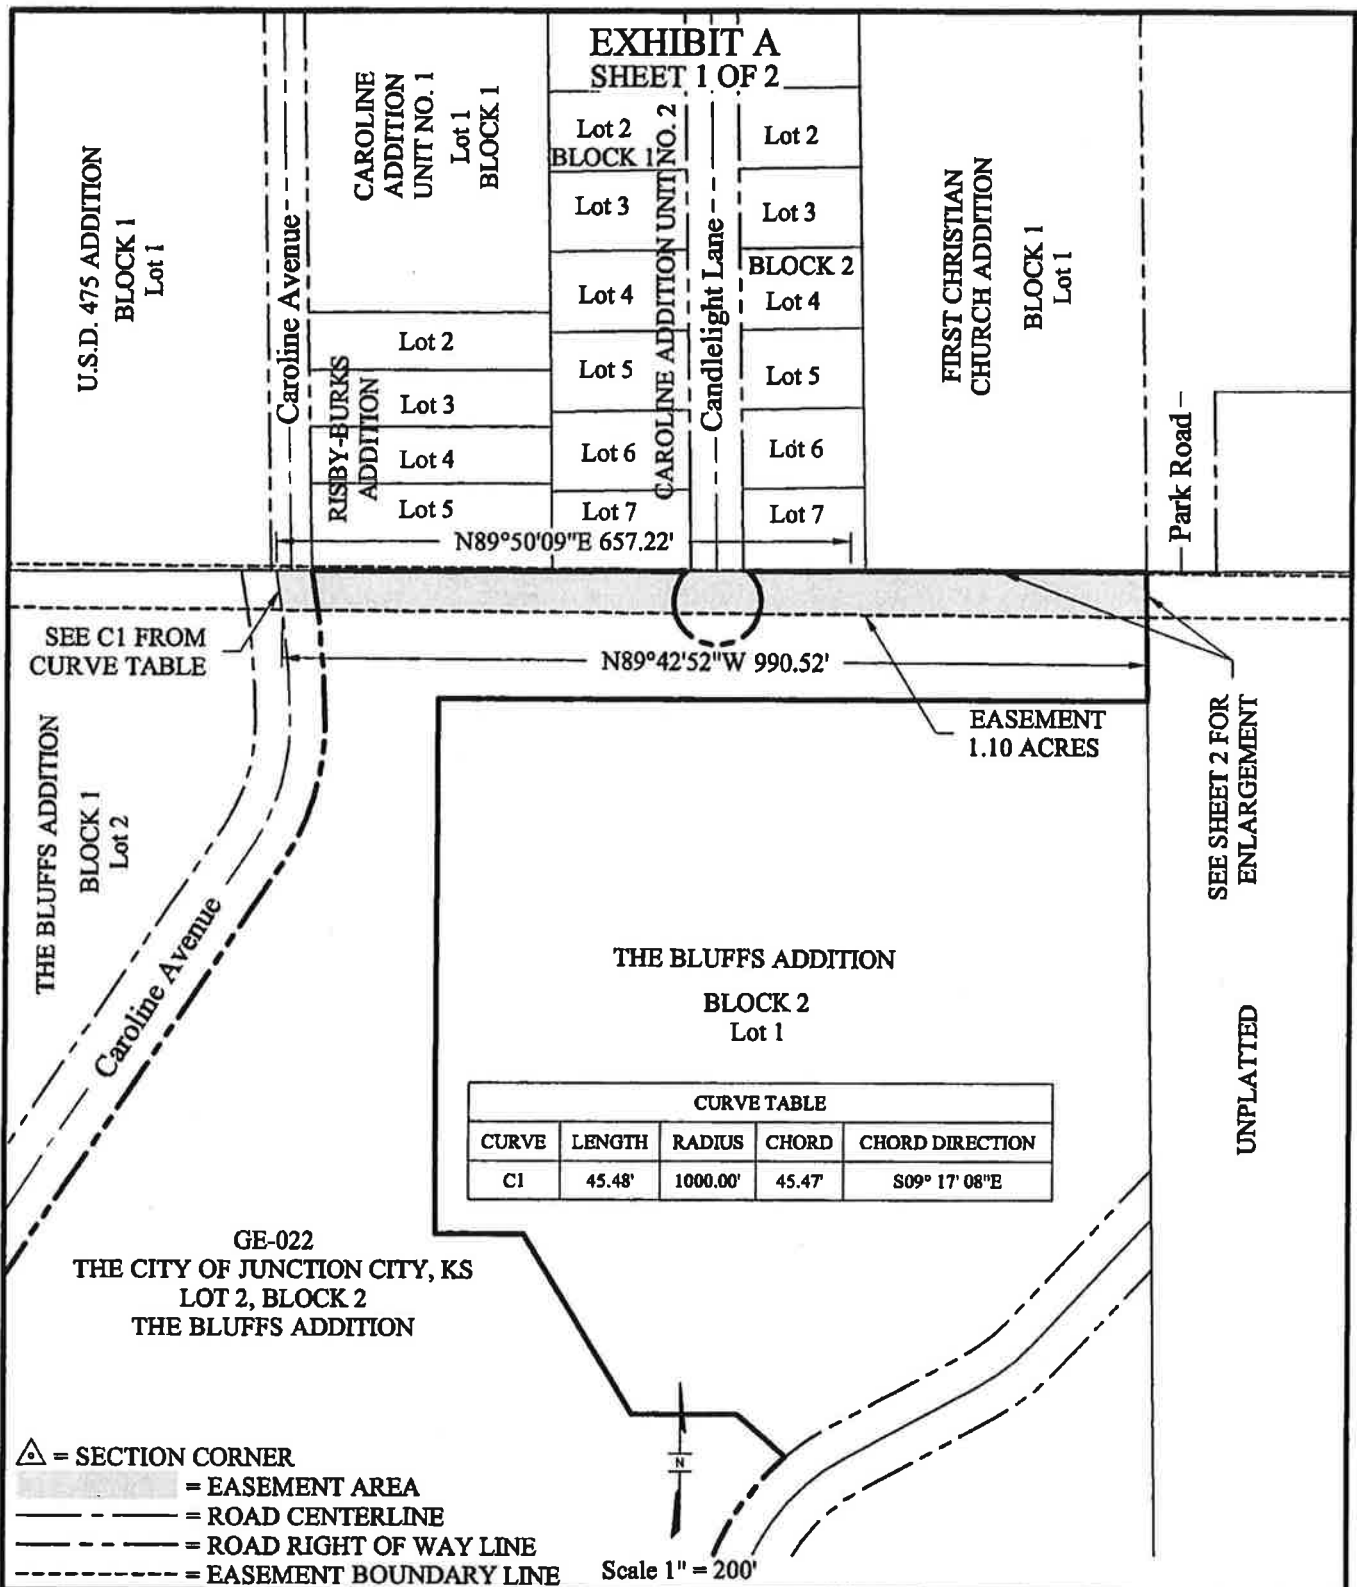 EXHIBIT A
SHEET 1 OF 2
U.S.D. 475 ADDITION
BLOCK 1
Lot 1
Caroline Avenue
CAROLINE
ADDITION
UNIT NO. 1
Lot 1
BLOCK 1
Lot 2
Lot 3
Lot 4
Lot 5
RISBY-BURKS
ADDITION
Lot 2
BLOCK 1
Lot 3
Lot 4
Lot 5
Lot 6
Lot 7
CAROLINE ADDITION UNIT NO. 2
Candlelight Lane
Lot 2
Lot 3
BLOCK 2
Lot 4
Lot 5
Lot 6
Lot 7
FIRST CHRISTIAN
CHURCH ADDITION
BLOCK 1
Lot 1
Park Road
N89°50'09"E 657.22'
SEE C1 FROM
CURVE TABLE
N89°42'52"W 990.52'
EASEMENT
1.10 ACRES
SEE SHEET 2 FOR
ENLARGEMENT
THE BLUFFS ADDITION
BLOCK 1
Lot 2
Caroline Avenue
THE BLUFFS ADDITION
BLOCK 2
Lot 1
UNPLATTED
CURVE TABLE
CURVE LENGTH RADIUS CHORD CHORD DIRECTION
C1 45.48' 1000.00' 45.47' S09° 17' 08"E
GE-022
THE CITY OF JUNCTION CITY, KS
LOT 2, BLOCK 2
THE BLUFFS ADDITION
N
= SECTION CORNER
= EASEMENT AREA
= ROAD CENTERLINE
= ROAD RIGHT OF WAY LINE
= EASEMENT BOUNDARY LINE
Scale 1" = 200'